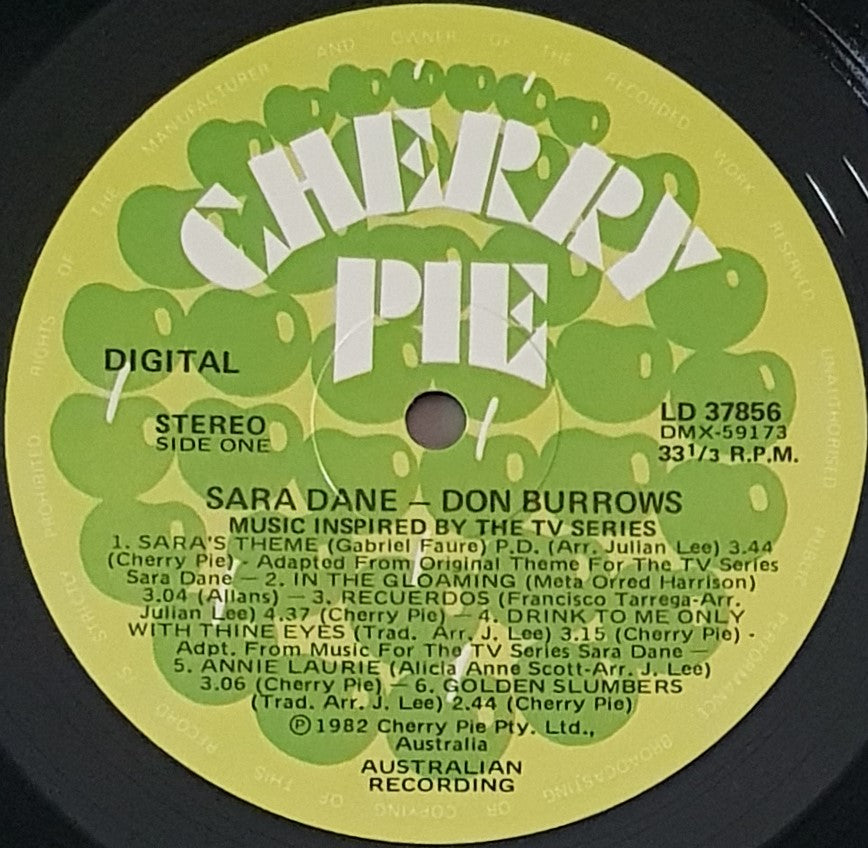 CHERRY
PIE
DIGITAL
STEREO
SIDE ONE
LD 37856
DMX-59173
33 1/3 R.P.M.
SARA DANE – DON BURROWS
MUSIC INSPIRED BY THE TV SERIES
1. SARA'S THEME (Gabriel Faure) P.D. (Arr. Julian Lee) 3.44
(Cherry Pie) - Adapted From Original Theme For The TV Series
Sara Dane – 2. IN THE GLOAMING (Meta Orred Harrison)
3.04 (Allans) – 3. RECUERDOS (Francisco Tarrega-Arr.
Julian Lee) 4.37 (Cherry Pie) – 4. DRINK TO ME ONLY
WITH THINE EYES (Trad. Arr. J. Lee) 3.15 (Cherry Pie) -
Adpt. From Music For The TV Series Sara Dane –
5. ANNIE LAURIE (Alicia Anne Scott-Arr. J. Lee)
3.06 (Cherry Pie) – 6. GOLDEN SLUMBERS
(Trad. Arr. J. Lee) 2.44 (Cherry Pie)
℗ 1982 Cherry Pie Pty. Ltd.,
Australia
AUSTRALIAN
RECORDING
RIGHTS OF THE MANUFACTURER AND OWNER OF THE RECORDED WORK RESERVED UNAUTHORISED PUBLIC PERFORMANCE BROADCASTING OR COPYING OF THIS RECORD IS STRICTLY PROHIBITED